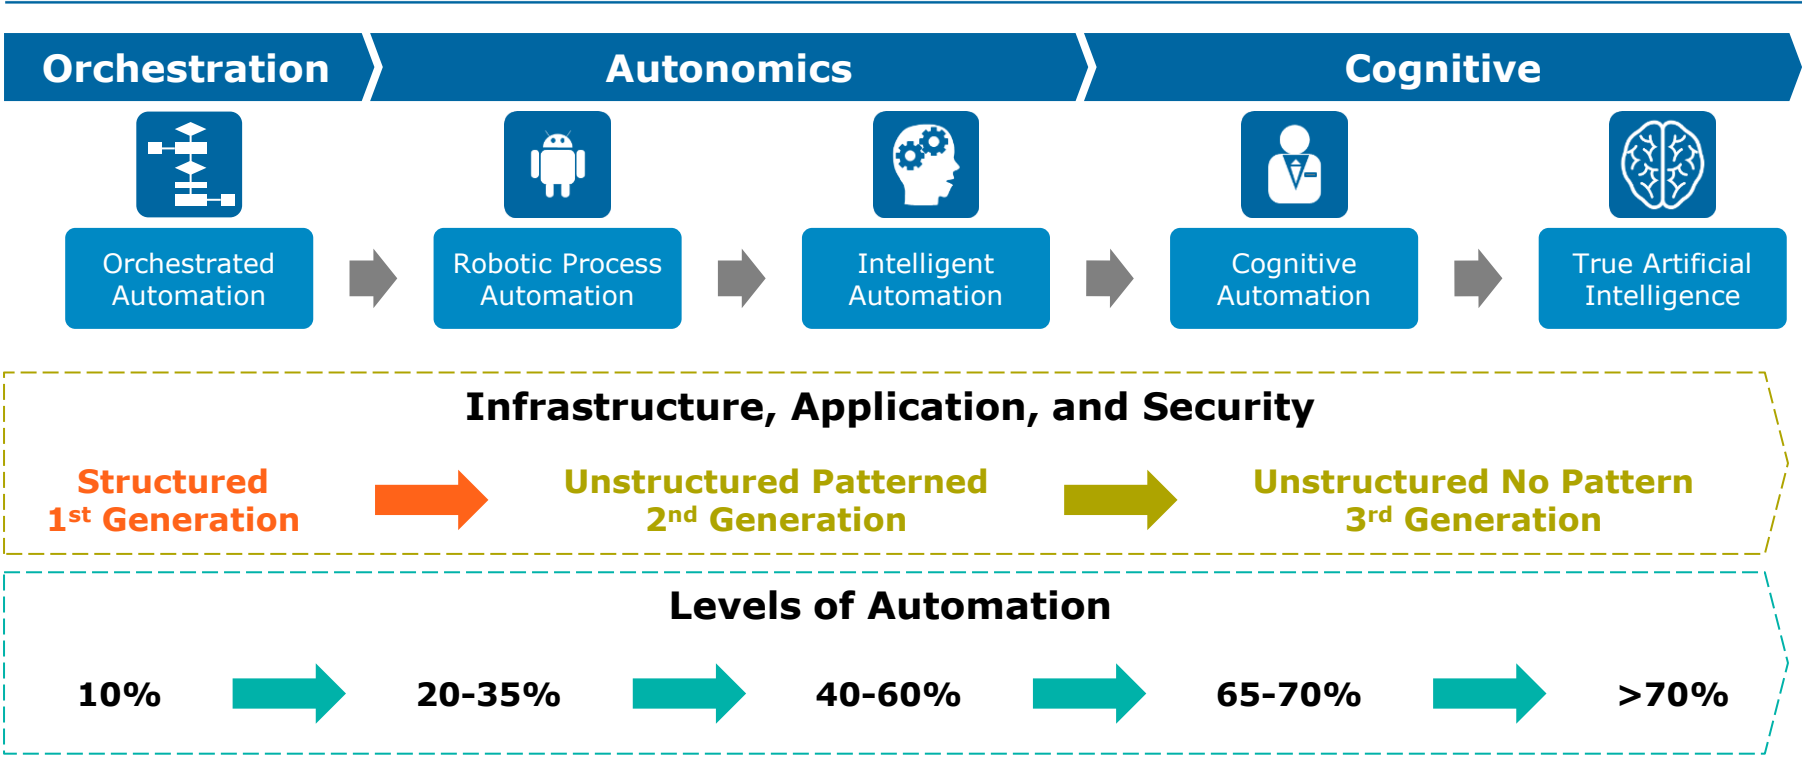 Orchestration
Autonomics
Cognitive
Orchestrated
Automation
Robotic Process
Automation
Intelligent
Automation
Cognitive
Automation
True Artificial
Intelligence
Infrastructure, Application, and Security
Structured
1st Generation
Unstructured Patterned
2nd Generation
Unstructured No Pattern
3rd Generation
Levels of Automation
10%
20-35%
40-60%
65-70%
>70%